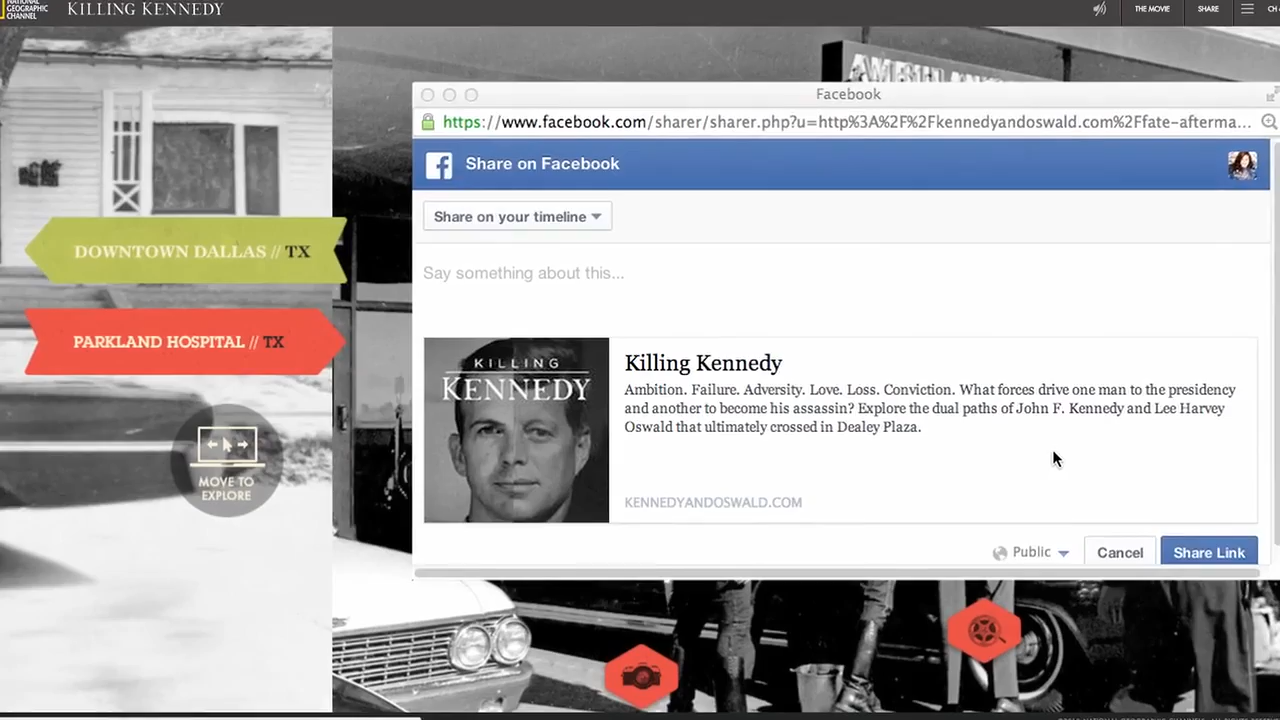 NATIONAL
GEOGRAPHIC
CHANNEL
KILLING KENNEDY
THE MOVIE
SHARE
CH
Facebook
https://www.facebook.com/sharer/sharer.php?u=http%3A%2F%2Fkennedyandoswald.com%2Ffate-afterma...
Share on Facebook
Share on your timeline
Say something about this...
DOWNTOWN DALLAS // TX
PARKLAND HOSPITAL // TX
MOVE TO
EXPLORE
KILLING
KENNEDY
Killing Kennedy
Ambition. Failure. Adversity. Love. Loss. Conviction. What forces drive one man to the presidency
and another to become his assassin? Explore the dual paths of John F. Kennedy and Lee Harvey
Oswald that ultimately crossed in Dealey Plaza.
KENNEDYANDOSWALD.COM
Public
Cancel
Share Link